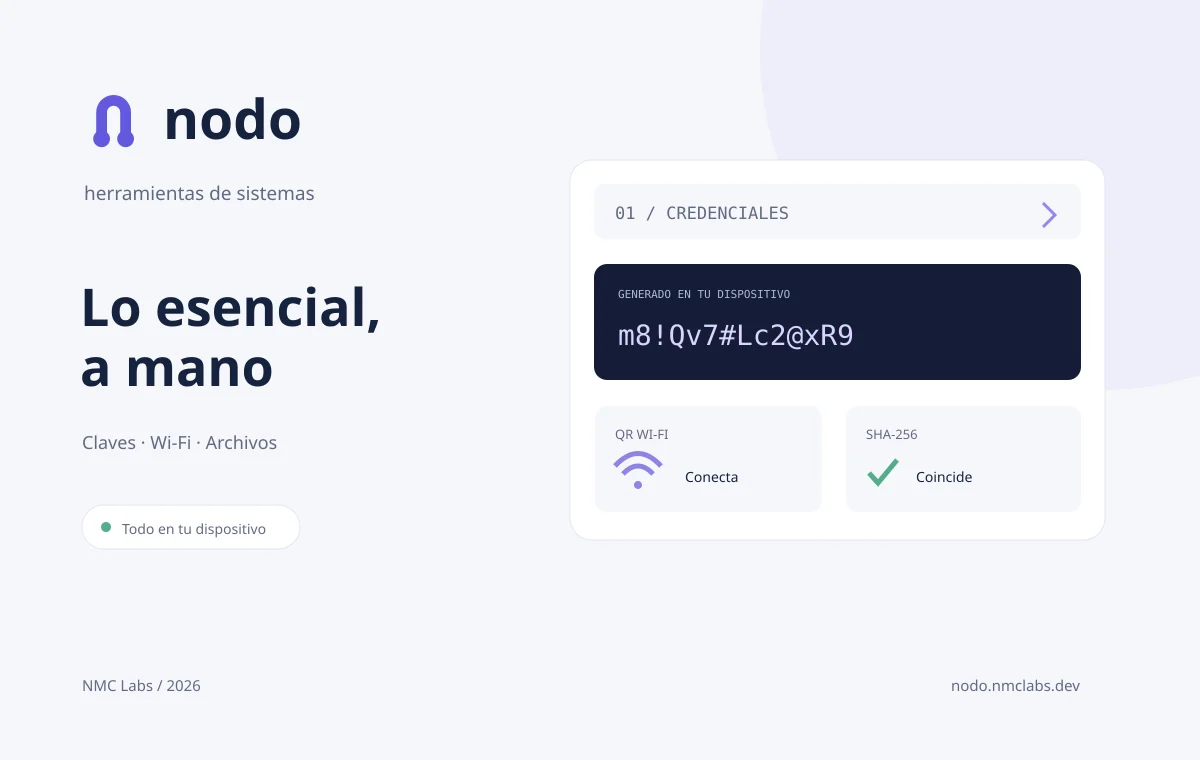 nodo
herramientas de sistemas
Lo esencial,
a mano
Claves · Wi-Fi · Archivos
Todo en tu dispositivo
01 / CREDENCIALES
GENERADO EN TU DISPOSITIVO
m8!Qv7#Lc2@xR9
QR WI-FI
Conecta
SHA-256
Coincide
NMC Labs / 2026
nodo.nmclabs.dev